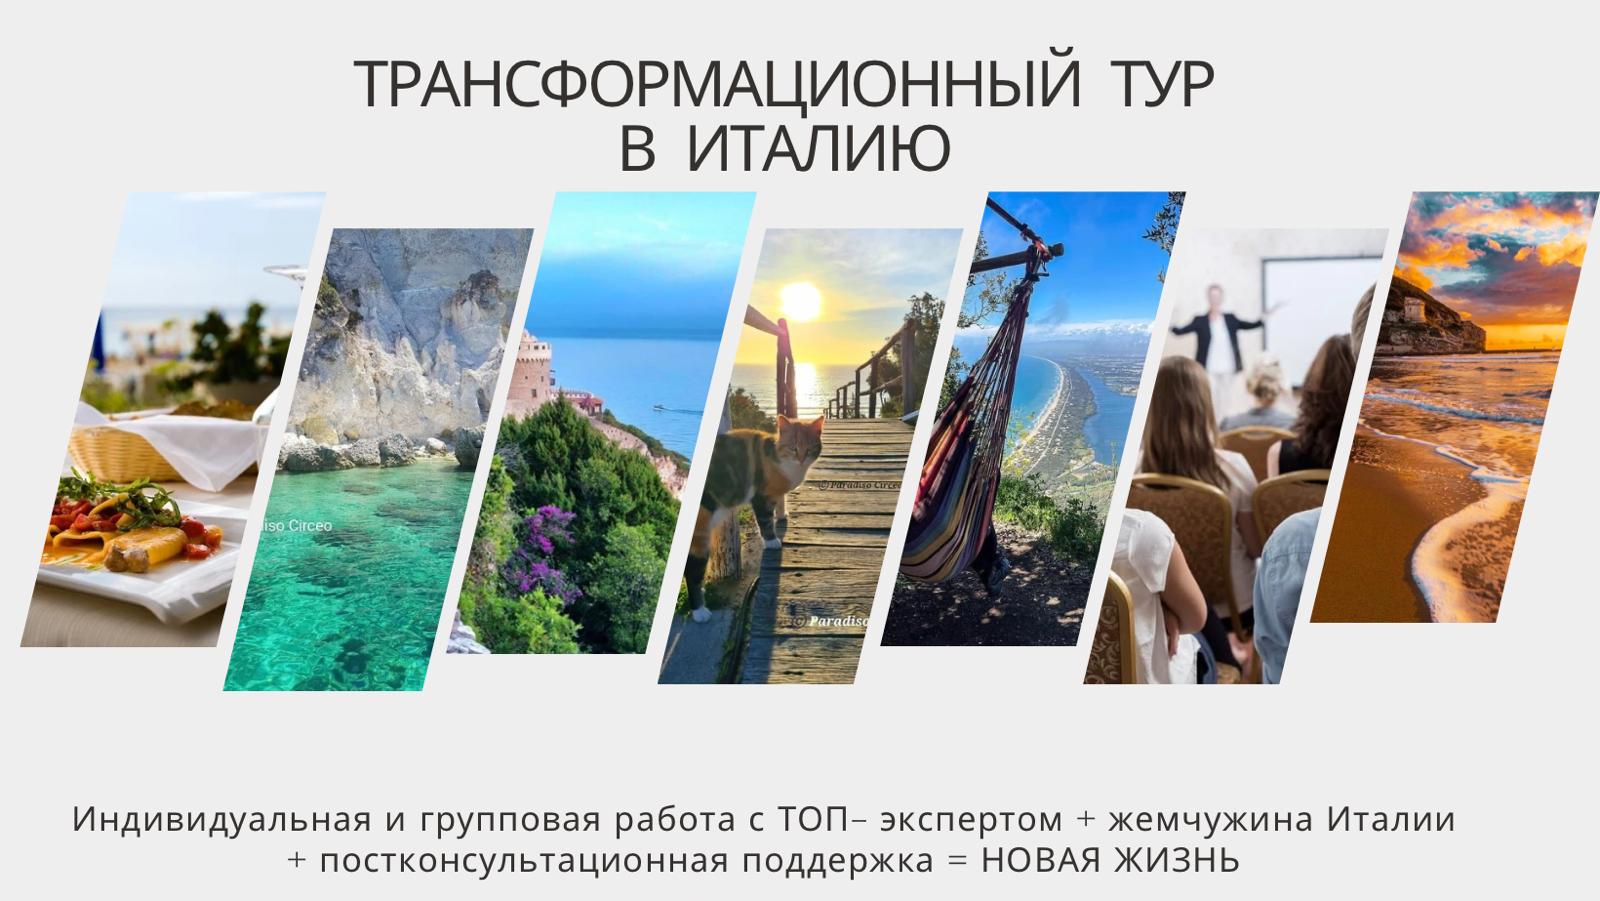 ТРАНСФОРМАЦИОННЫЙ ТУР
В ИТАЛИЮ
iso Circeo
© Paradiso Circeo
© Paradiso
Индивидуальная и групповая работа с ТОП– экспертом + жемчужина Италии
+ постконсультационная поддержка = НОВАЯ ЖИЗНЬ